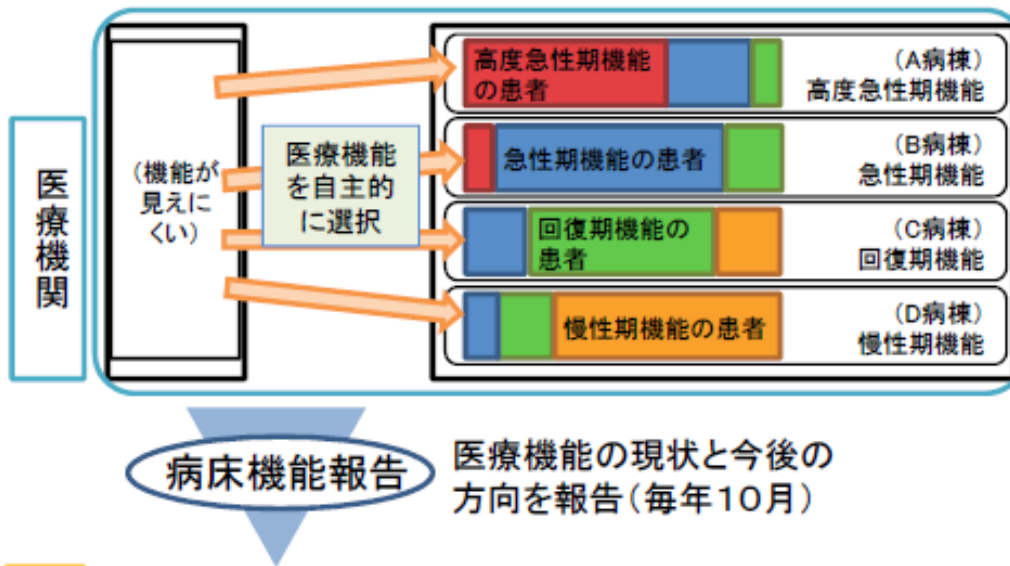 医療機関
(機能が
見えに
くい)
医療機能
を自主的
に選択
高度急性期機能
の患者
(A病棟)
高度急性期機能
急性期機能の患者
(B病棟)
急性期機能
回復期機能の
患者
(C病棟)
回復期機能
慢性期機能の患者
(D病棟)
慢性期機能
病床機能報告
医療機能の現状と今後の
方向を報告(毎年10月)